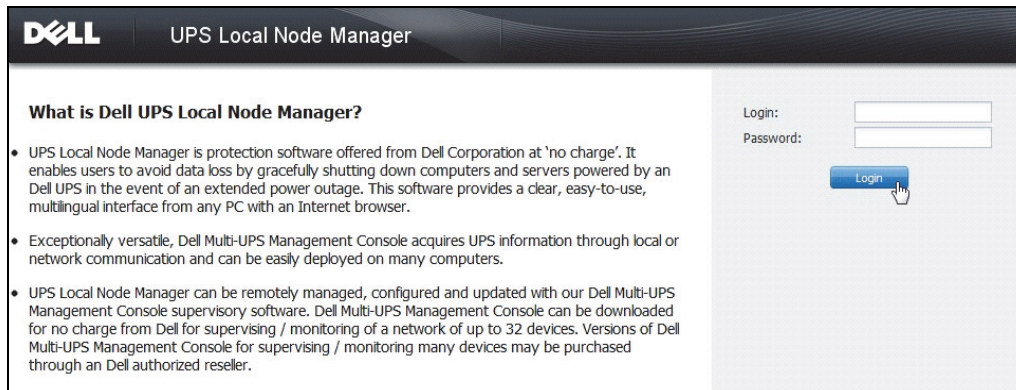 DELL
UPS Local Node Manager
What is Dell UPS Local Node Manager?
• UPS Local Node Manager is protection software offered from Dell Corporation at ‘no charge’. It
enables users to avoid data loss by gracefully shutting down computers and servers powered by an
Dell UPS in the event of an extended power outage. This software provides a clear, easy-to-use,
multilingual interface from any PC with an Internet browser.
• Exceptionally versatile, Dell Multi-UPS Management Console acquires UPS information through local or
network communication and can be easily deployed on many computers.
• UPS Local Node Manager can be remotely managed, configured and updated with our Dell Multi-UPS
Management Console supervisory software. Dell Multi-UPS Management Console can be downloaded
for no charge from Dell for supervising / monitoring of a network of up to 32 devices. Versions of Dell
Multi-UPS Management Console for supervising / monitoring many devices may be purchased
through an Dell authorized reseller.
Login:
Password:
Login